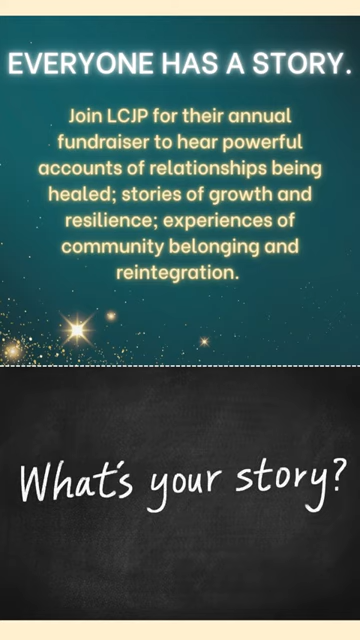 EVERYONE HAS A STORY.
Join LCJP for their annual
fundraiser to hear powerful
accounts of relationships being
healed; stories of growth and
resilience; experiences of
community belonging and
reintegration.
What's your story?